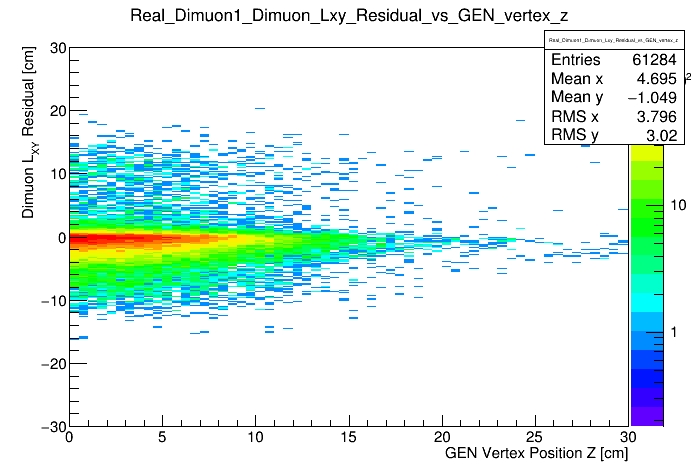 Real_Dimuon1_Dimuon_Lxy_Residual_vs_GEN_vertex_z
Real_Dimuon1_Dimuon_Lxy_Residual_vs_GEN_vertex_z
Entries 61284
Mean x 4.695
Mean y −1.049
RMS x 3.796
RMS y 3.02
Dimuon LXY Residual [cm]
30
20
10
0
−10
−20
−30
0 5 10 15 20 25 30
GEN Vertex Position Z [cm]
2
10
1